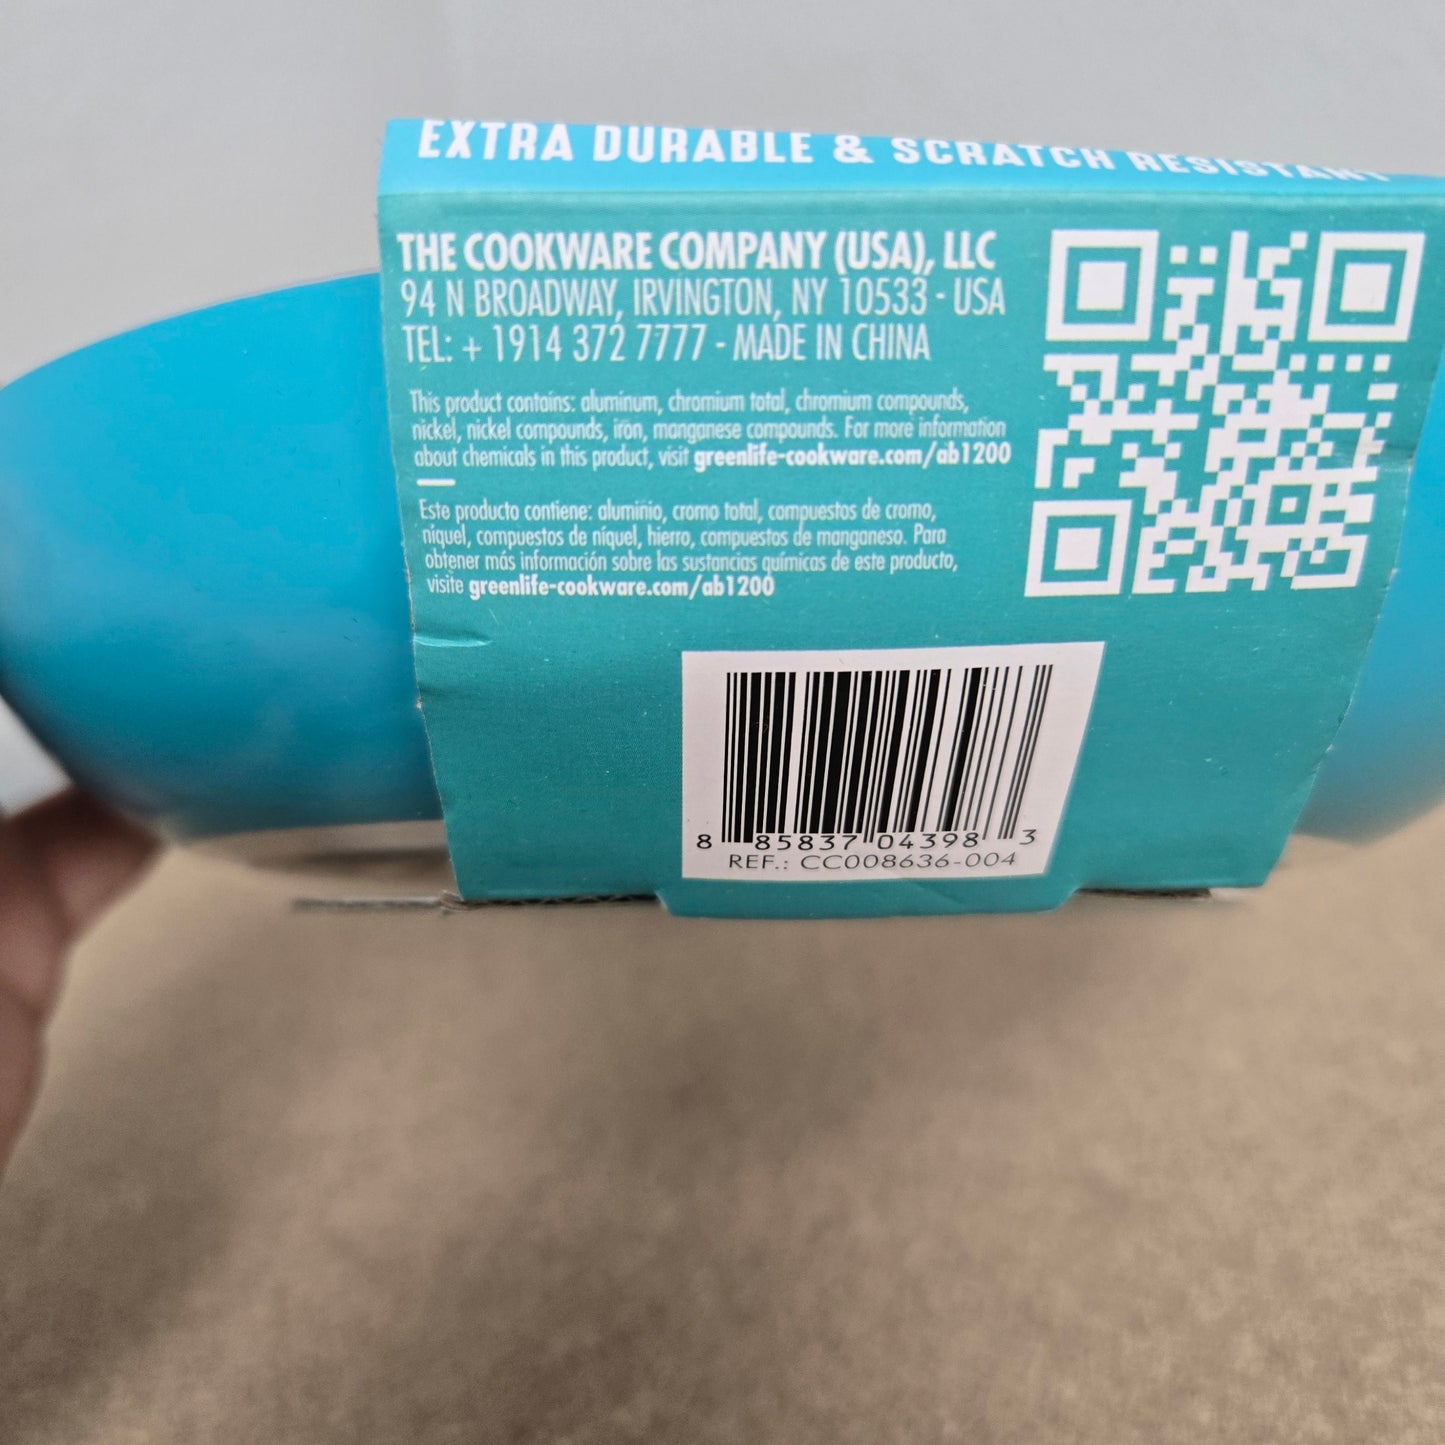 EXTRA DURABLE & SCRATCH RESISTANT
THE COOKWARE COMPANY (USA), LLC
94 N BROADWAY, IRVINGTON, NY 10533 - USA
TEL: + 1914 372 7777 - MADE IN CHINA
This product contains: aluminum, chromium total, chromium compounds,
nickel, nickel compounds, iron, manganese compounds. For more information
about chemicals in this product, visit greenlife-cookware.com/ab1200
Este producto contiene: aluminio, cromo total, compuestos de cromo,
níquel, compuestos de níquel, hierro, compuestos de manganeso. Para
obtener más información sobre las sustancias químicas de este producto,
visite greenlife-cookware.com/ab1200
8 85837 04398 3
REF.: CC008636-004